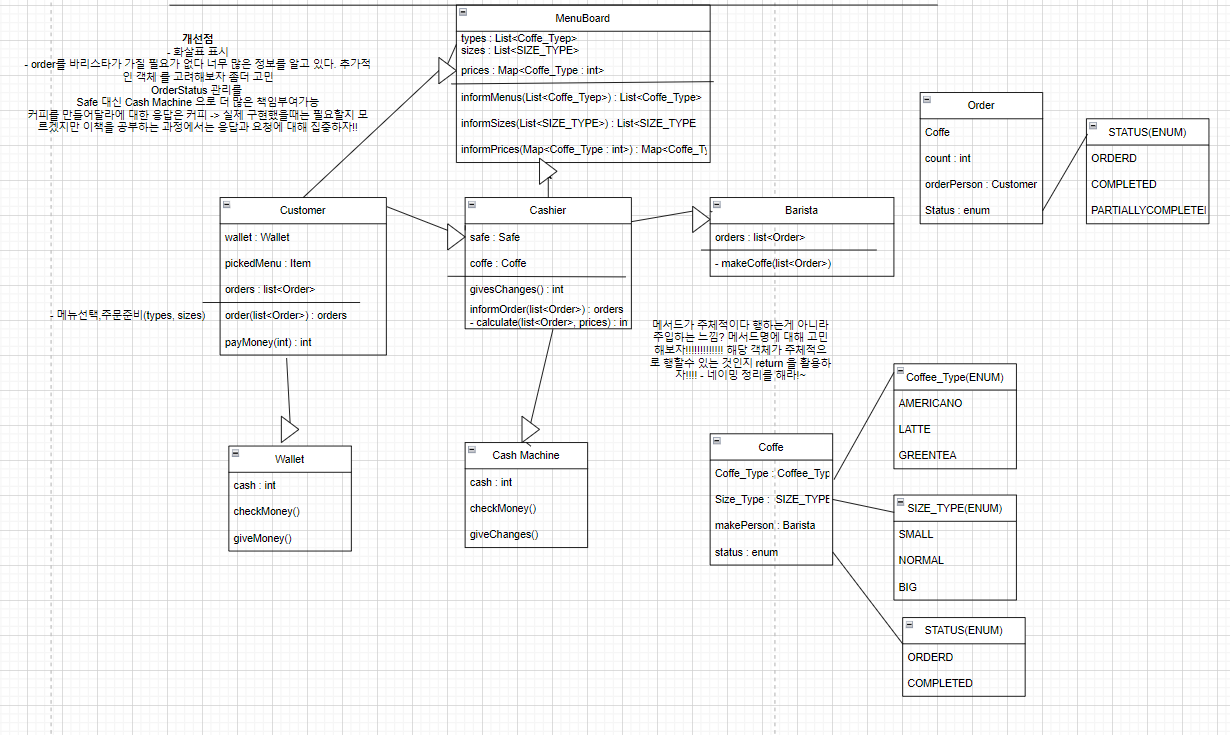 개선점
- 화살표 표시
- order를 바리스타가 가질 필요가 없다 너무 많은 정보를 알고 있다. 추가적
인 객체 를 고려해보자 좀더 고민
OrderStatus 관리를
Safe 대신 Cash Machine 으로 더 많은 책임부여가능
커피를 만들어달라에 대한 응답은 커피 -> 실제 구현했을때는 필요할지 모
르겠지만 이책을 공부하는 과정에서는 응답과 요청에 대해 집중하자!!
MenuBoard
types : List<Coffe_Tyep>
sizes : List<SIZE_TYPE>
prices : Map<Coffe_Type : int>
informMenus(List<Coffe_Tyep>) : List<Coffe_Type>
informSizes(List<SIZE_TYPE>) : List<SIZE_TYPE
informPrices(Map<Coffe_Type : int>) : Map<Coffe_T
Order
Coffe
count : int
orderPerson : Customer
Status : enum
STATUS(ENUM)
ORDERD
COMPLETED
PARTIALLYCOMPLETEI
Customer
wallet : Wallet
pickedMenu : Item
orders : list<Order>
- 메뉴선택,주문준비(types, sizes)
order(list<Order>) : orders
payMoney(int) : int
Cashier
safe : Safe
coffe : Coffe
givesChanges() : int
informOrder(list<Order>) : orders
- calculate(list<Order>, prices) : in
Barista
orders : list<Order>
- makeCoffe(list<Order>)
메서드가 주체적이다 행하는게 아니라
주입하는 느낌? 메서드명에 대해 고민
해보자!!!!!!!!!!!!! 해당 객체가 주체적으
로 행할수 있는 것인지 return 을 활용하
자!!!! - 네이밍 정리를 해라!~
Wallet
cash : int
checkMoney()
giveMoney()
Cash Machine
cash : int
checkMoney()
giveChanges()
Coffe
Coffe_Type : Coffee_Typ
Size_Type : SIZE_TYPE
makePerson : Barista
status : enum
Coffee_Type(ENUM)
AMERICANO
LATTE
GREENTEA
SIZE_TYPE(ENUM)
SMALL
NORMAL
BIG
STATUS(ENUM)
ORDERD
COMPLETED